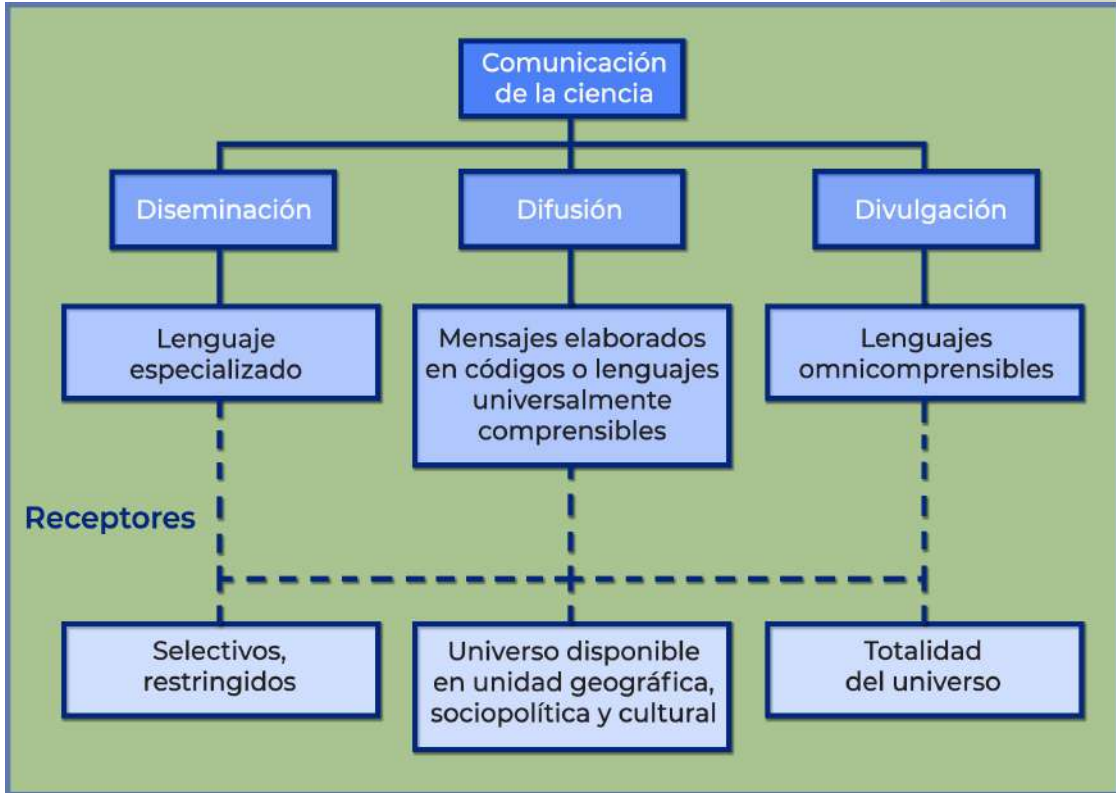 Comunicación
de la ciencia
Diseminación
Difusión
Divulgación
Lenguaje
especializado
Mensajes elaborados
en códigos o lenguajes
universalmente
comprensibles
Lenguajes
omnicomprensibles
Receptores
Selectivos,
restringidos
Universo disponible
en unidad geográfica,
sociopolítica y cultural
Totalidad
del universo